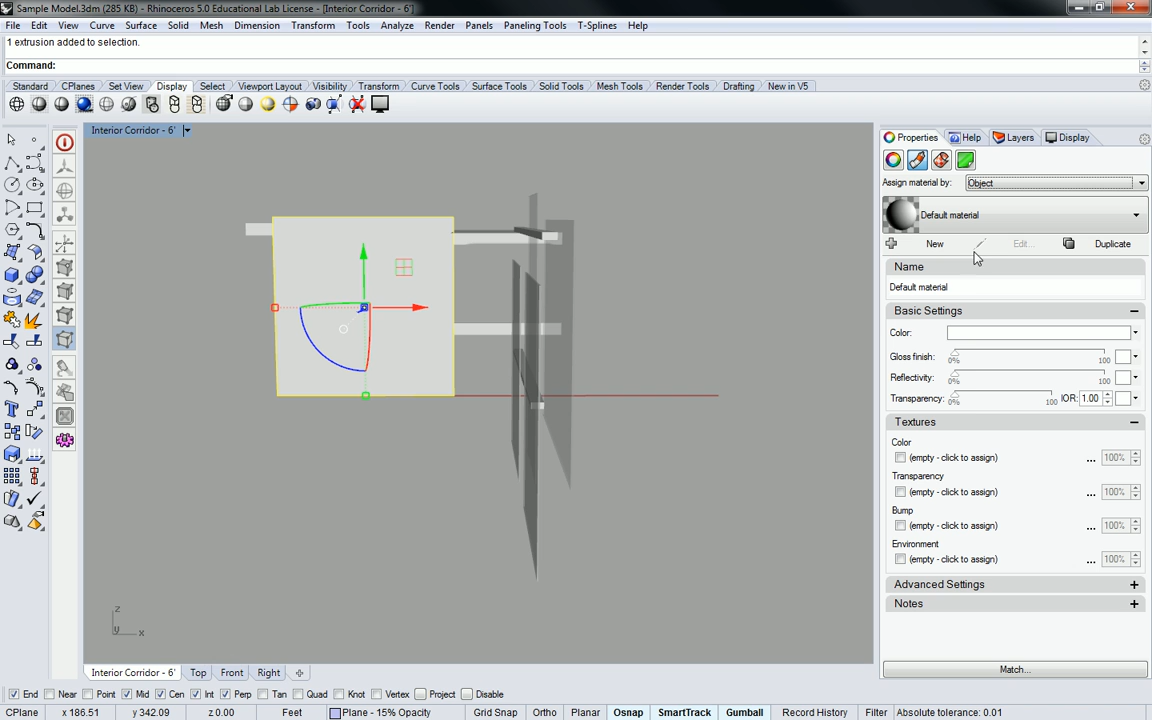 Sample Model.3dm (285 KB) - Rhinoceros 5.0 Educational Lab License - [Interior Corridor - 6']
File Edit View Curve Surface Solid Mesh Dimension Transform Tools Analyze Render Panels Paneling Tools T-Splines Help
1 extrusion added to selection.
Command:
Standard CPlanes Set View Display Select Viewport Layout Visibility Transform Curve Tools Surface Tools Solid Tools Mesh Tools Render Tools Drafting New in V5
Interior Corridor - 6'
Properties Help Layers Display
Assign material by: Object
Default material
New Edit... Duplicate
Name
Default material
Basic Settings
Color:
Gloss finish: 0% 100
Reflectivity: 0% 100
Transparency: 0% 100 IOR: 1.00
Textures
Color
(empty - click to assign) ... 100%
Transparency
(empty - click to assign) ... 100%
Bump
(empty - click to assign) ... 100%
Environment
(empty - click to assign) ... 100%
Advanced Settings
Notes
Match...
z
y x
Interior Corridor - 6' Top Front Right
End Near Point Mid Cen Int Perp Tan Quad Knot Vertex Project Disable
CPlane x 186.51 y 342.09 z 0.00 Feet Plane - 15% Opacity Grid Snap Ortho Planar Osnap SmartTrack Gumball Record History Filter Absolute tolerance: 0.01